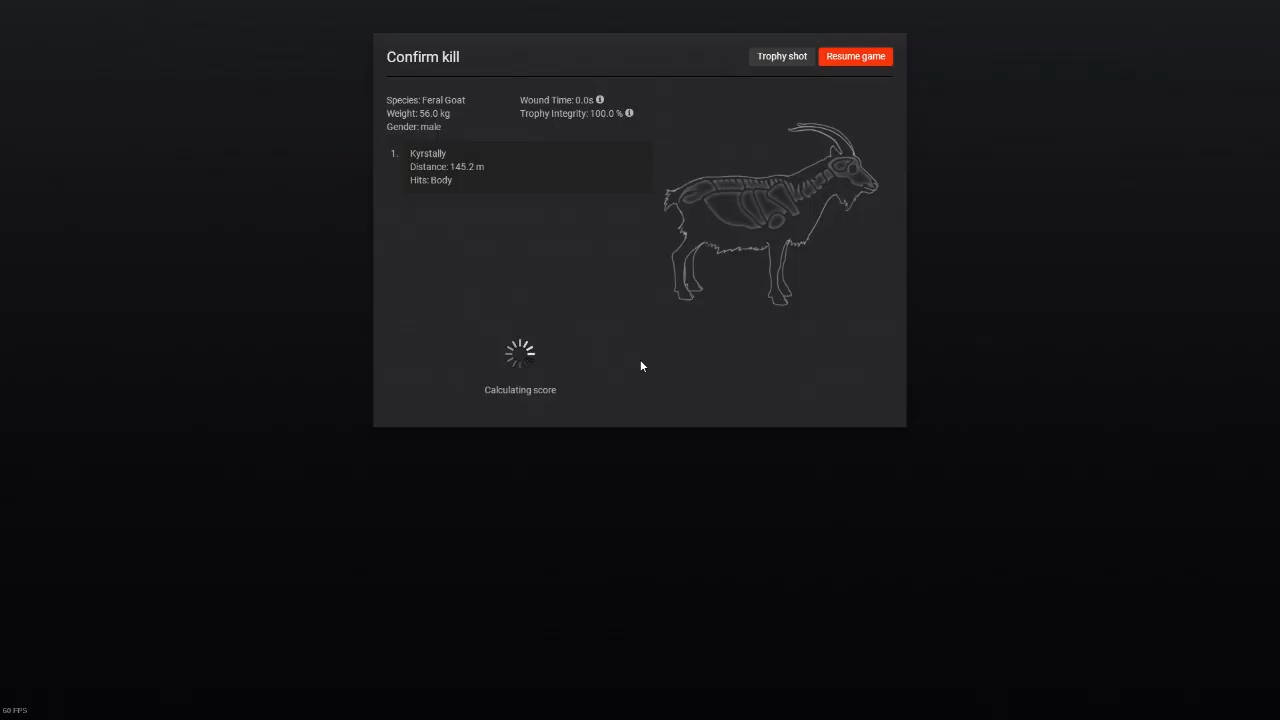 Confirm kill
Trophy shot
Resume game
Species: Feral Goat
Weight: 56.0 kg
Gender: male
Wound Time: 0.0s
Trophy Integrity: 100.0 %
1. Kyrstally
Distance: 145.2 m
Hits: Body
Calculating score
60 FPS